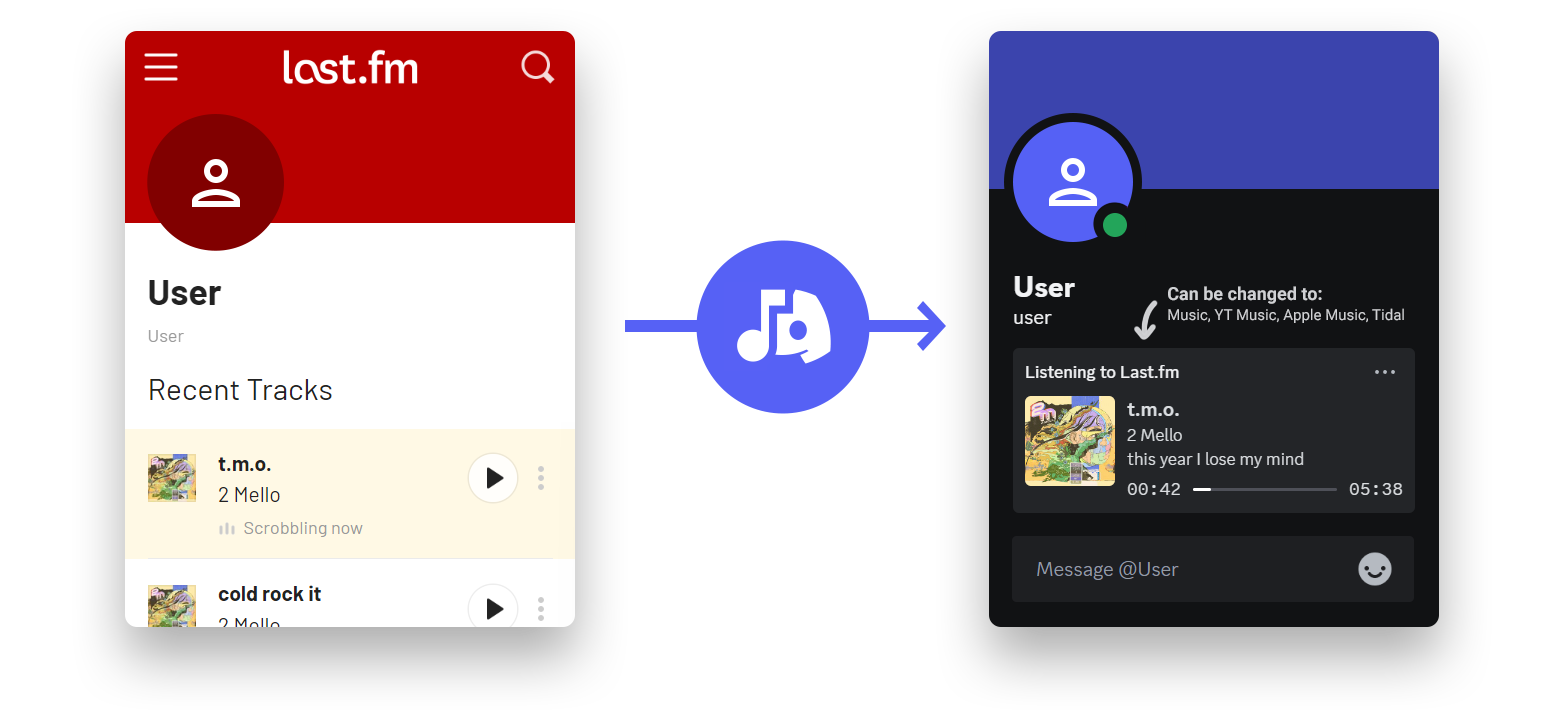 last.fm
User
User
Recent Tracks
t.m.o.
2 Mello
Scrobbling now
cold rock it
2 Mello
User
user
Can be changed to:
Music, YT Music, Apple Music, Tidal
Listening to Last.fm
t.m.o.
2 Mello
this year I lose my mind
00:42
05:38
Message @User